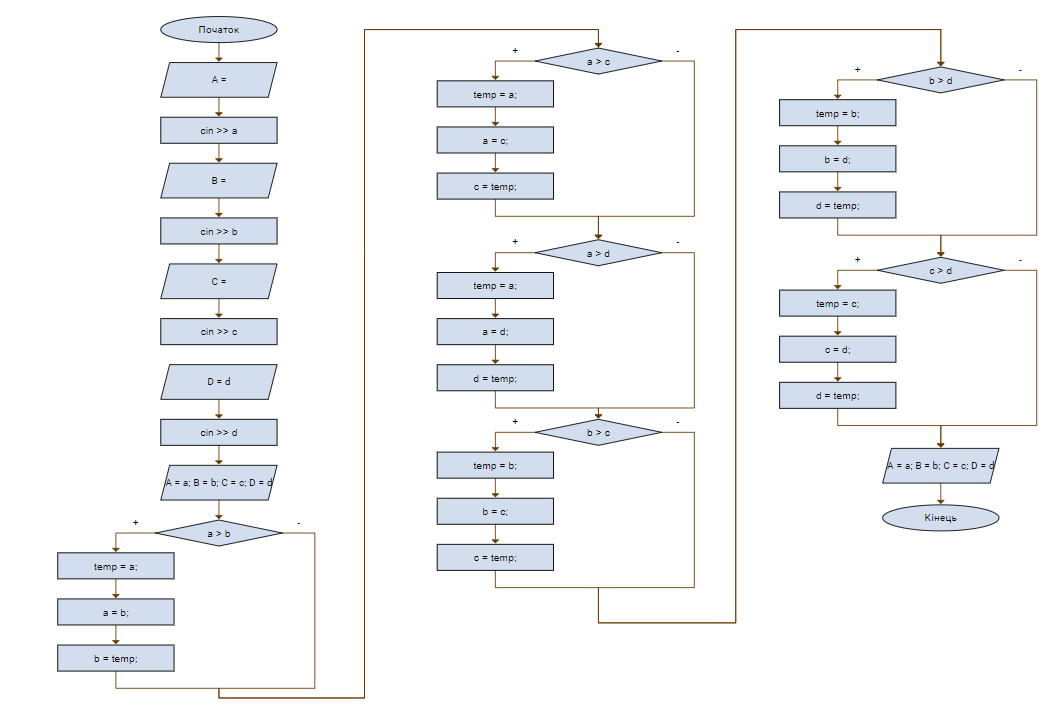 Початок
A =
cin >> a
B =
cin >> b
C =
cin >> c
D = d
cin >> d
A = a; B = b; C = c; D = d
a > b
+
-
temp = a;
a = b;
b = temp;
a > c
+
-
temp = a;
a = c;
c = temp;
a > d
+
-
temp = a;
a = d;
d = temp;
b > c
+
-
temp = b;
b = c;
c = temp;
b > d
+
-
temp = b;
b = d;
d = temp;
c > d
+
-
temp = c;
c = d;
d = temp;
A = a; B = b; C = c; D = d
Кінець